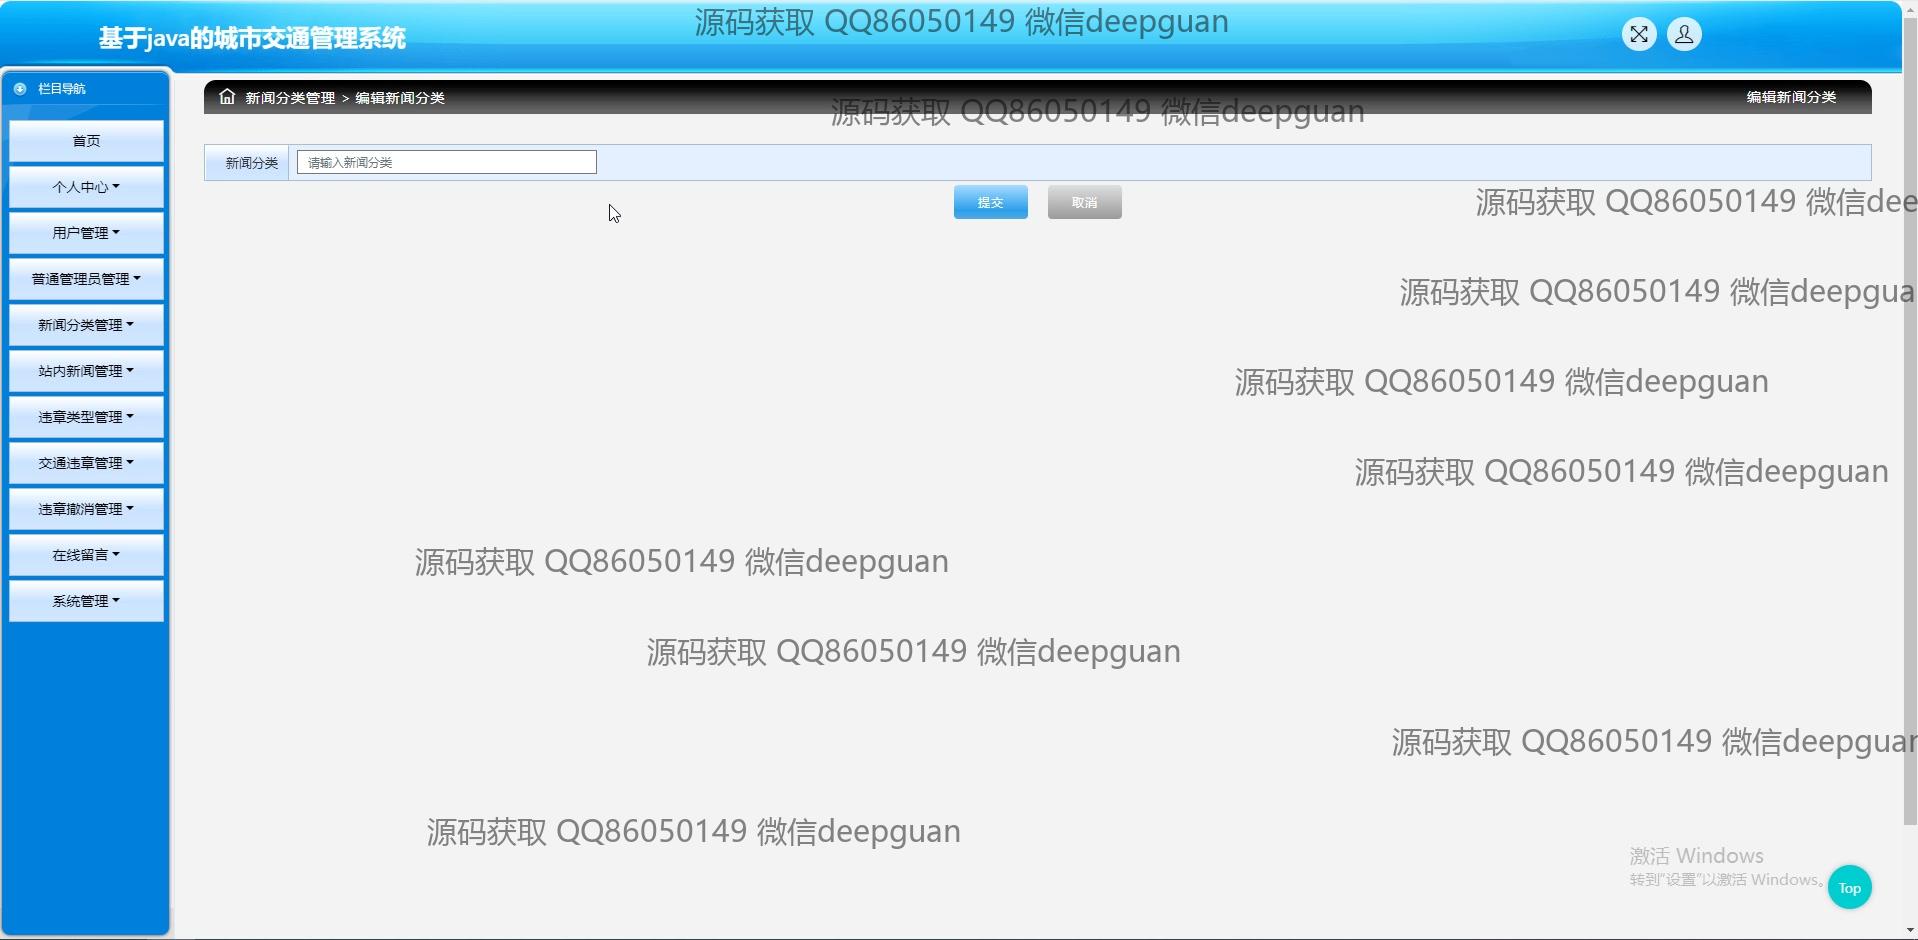 源码获取 QQ86050149 微信deepguan
基于java的城市交通管理系统
栏目导航
新闻分类管理 > 编辑新闻分类
编辑新闻分类
源码获取 QQ86050149 微信deepguan
首页
新闻分类
请输入新闻分类
个人中心
提交
取消
源码获取 QQ86050149 微信dee
用户管理
普通管理员管理
源码获取 QQ86050149 微信deepgua
新闻分类管理
站内新闻管理
源码获取 QQ86050149 微信deepguan
违章类型管理
交通违章管理
源码获取 QQ86050149 微信deepguan
违章撤消管理
在线留言
源码获取 QQ86050149 微信deepguan
系统管理
源码获取 QQ86050149 微信deepguan
源码获取 QQ86050149 微信deepguan
源码获取 QQ86050149 微信deepguan
激活 Windows
转到"设置"以激活 Windows。
Top